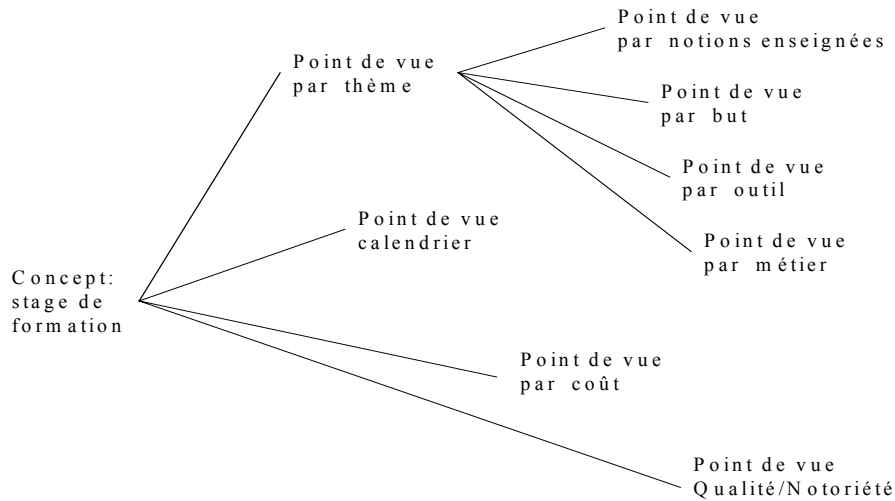 Point de vue
par notions enseignées
Point de vue
par thème
Point de vue
par but
Point de vue
par outil
Point de vue
calendrier
Point de vue
par métier
Concept:
stage de
formation
Point de vue
par coût
Point de vue
Qualité/Notoriété